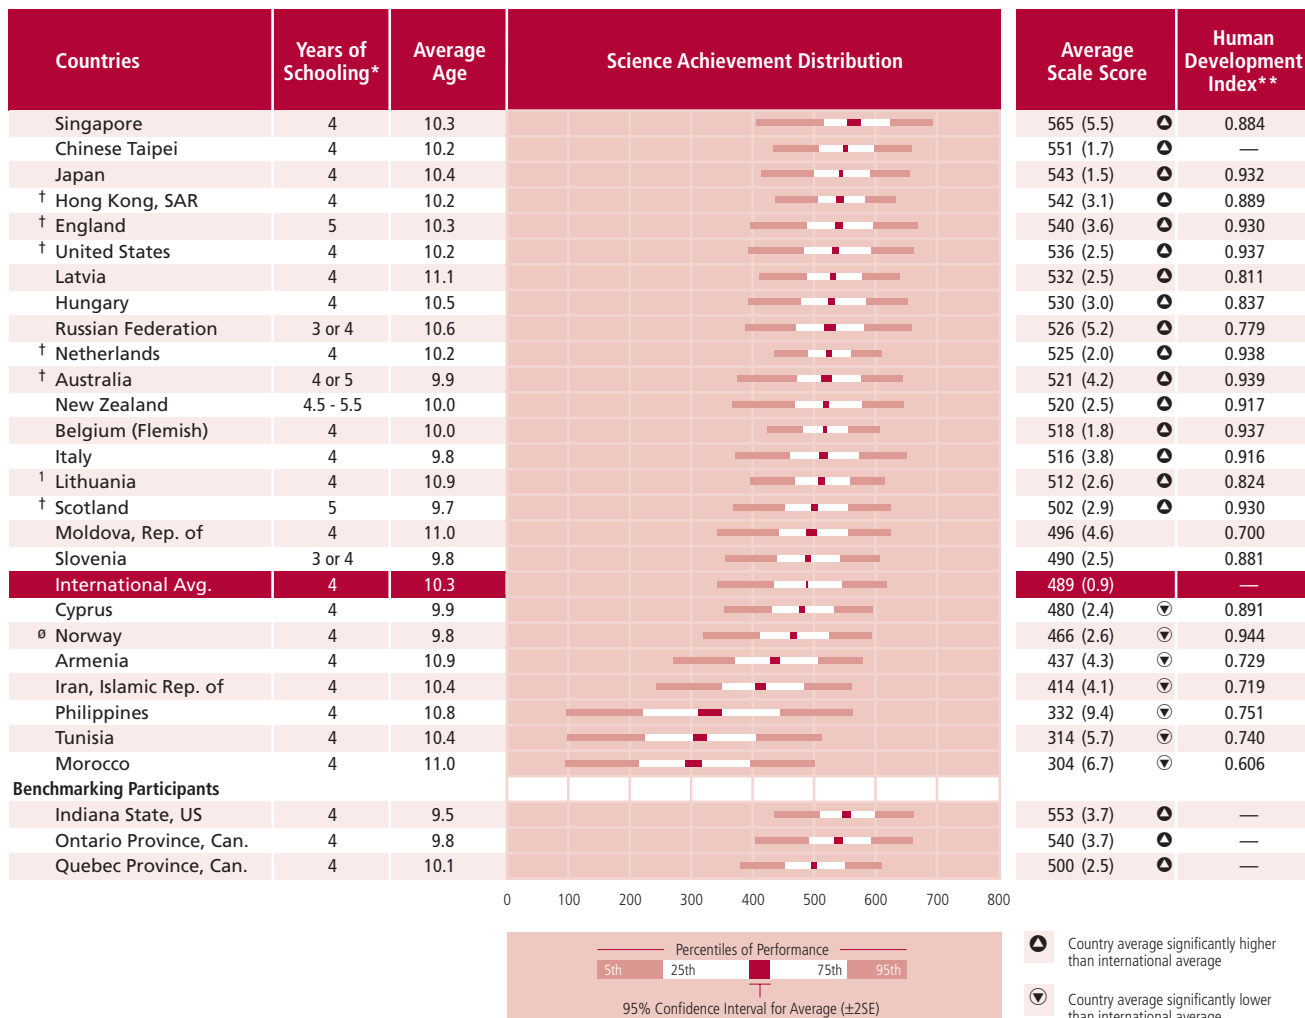 Countries Years of Schooling* Average Age Science Achievement Distribution Average Scale Score Human Development Index**
Singapore 4 10.3 565 (5.5) 0.884
Chinese Taipei 4 10.2 551 (1.7) —
Japan 4 10.4 543 (1.5) 0.932
† Hong Kong, SAR 4 10.2 542 (3.1) 0.889
† England 5 10.3 540 (3.6) 0.930
† United States 4 10.2 536 (2.5) 0.937
Latvia 4 11.1 532 (2.5) 0.811
Hungary 4 10.5 530 (3.0) 0.837
Russian Federation 3 or 4 10.6 526 (5.2) 0.779
† Netherlands 4 10.2 525 (2.0) 0.938
† Australia 4 or 5 9.9 521 (4.2) 0.939
New Zealand 4.5 - 5.5 10.0 520 (2.5) 0.917
Belgium (Flemish) 4 10.0 518 (1.8) 0.937
Italy 4 9.8 516 (3.8) 0.916
1 Lithuania 4 10.9 512 (2.6) 0.824
† Scotland 5 9.7 502 (2.9) 0.930
Moldova, Rep. of 4 11.0 496 (4.6) 0.700
Slovenia 3 or 4 9.8 490 (2.5) 0.881
International Avg. 4 10.3 489 (0.9) —
Cyprus 4 9.9 480 (2.4) 0.891
ø Norway 4 9.8 466 (2.6) 0.944
Armenia 4 10.9 437 (4.3) 0.729
Iran, Islamic Rep. of 4 10.4 414 (4.1) 0.719
Philippines 4 10.8 332 (9.4) 0.751
Tunisia 4 10.4 314 (5.7) 0.740
Morocco 4 11.0 304 (6.7) 0.606
Benchmarking Participants
Indiana State, US 4 9.5 553 (3.7) —
Ontario Province, Can. 4 9.8 540 (3.7) —
Quebec Province, Can. 4 10.1 500 (2.5) —
0 100 200 300 400 500 600 700 800
Percentiles of Performance
5th 25th 75th 95th
95% Confidence Interval for Average (±2SE)
Country average significantly higher
than international average
Country average significantly lower
than international average